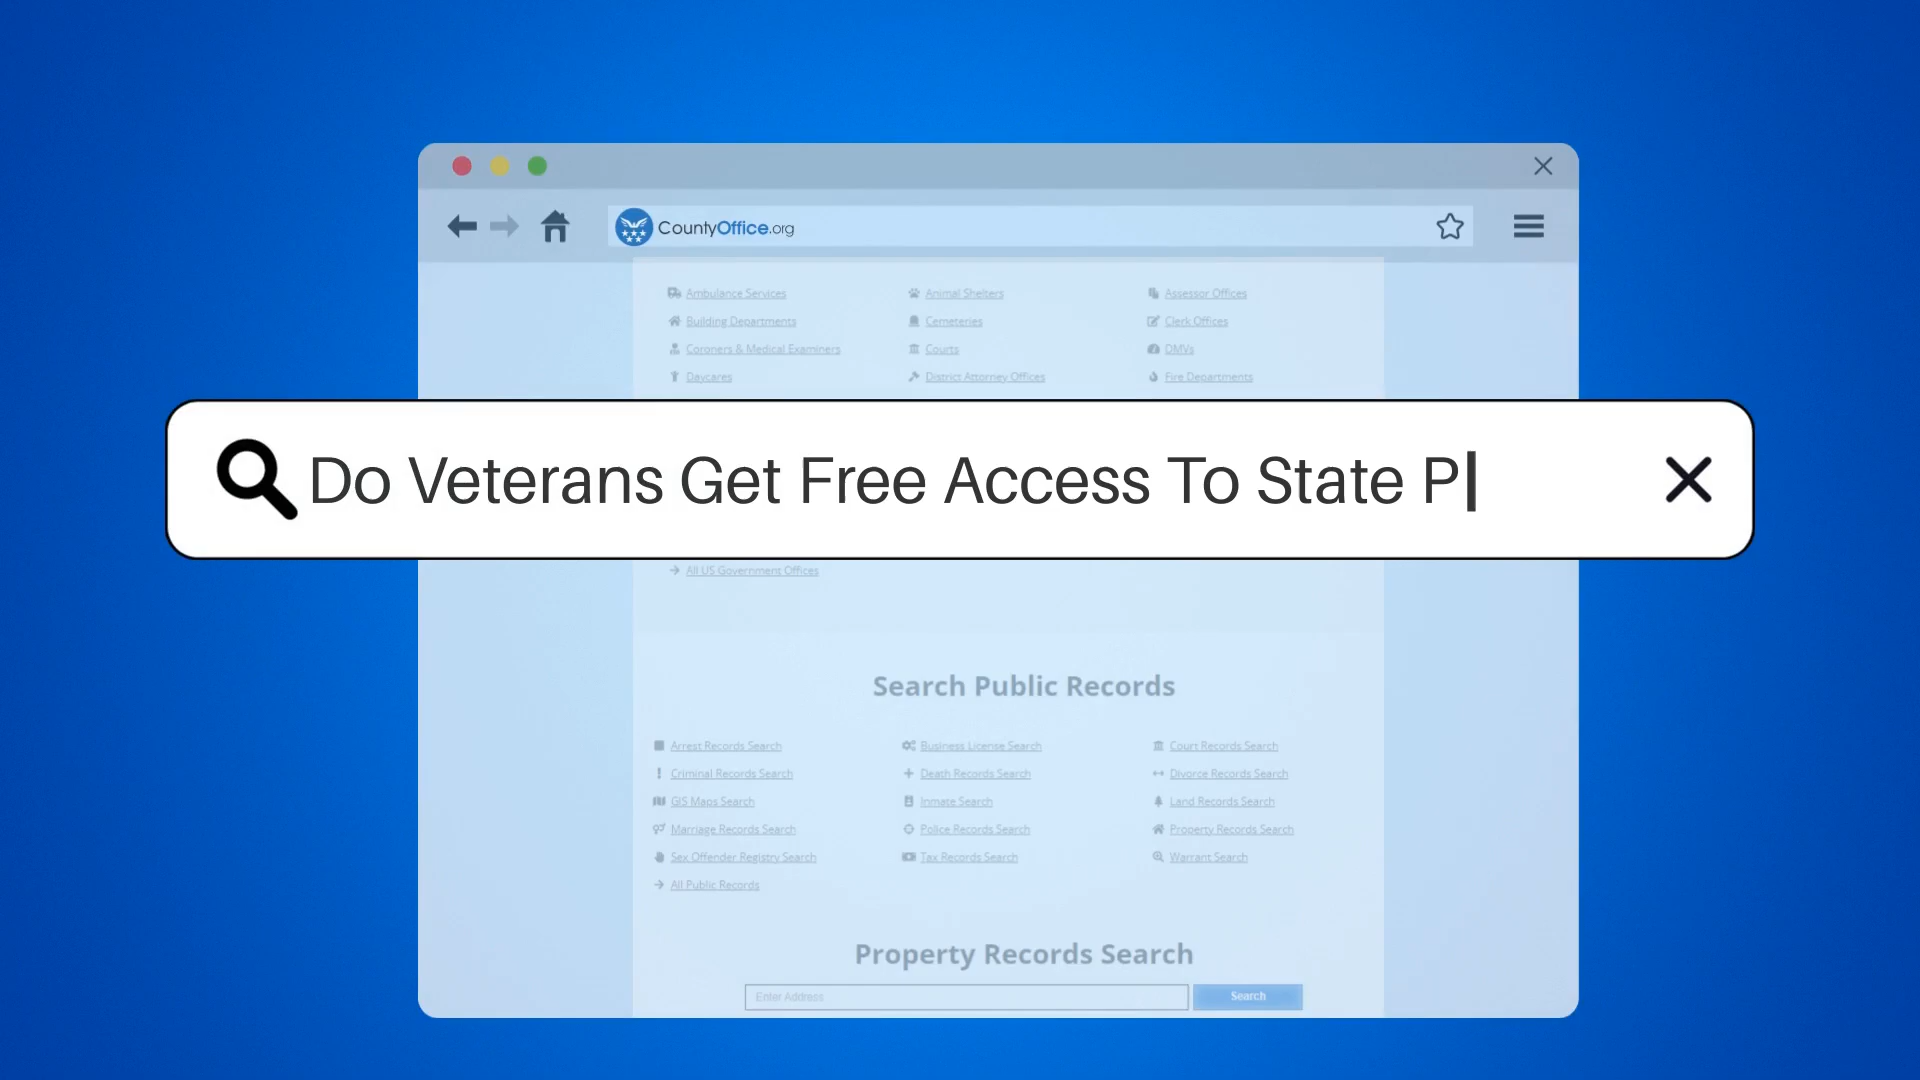 CountyOffice.org
Ambulance Services Animal Shelters Assessor Offices
Building Departments Cemeteries Clerk Offices
Coroners & Medical Examiners Courts DMVs
Daycares District Attorney Offices Fire Departments
Do Veterans Get Free Access To State P
All US Government Offices
Search Public Records
Arrest Records Search Business License Search Court Records Search
Criminal Records Search Death Records Search Divorce Records Search
GIS Maps Search Inmate Search Land Records Search
Marriage Records Search Police Records Search Property Records Search
Sex Offender Registry Search Tax Records Search Warrant Search
All Public Records
Property Records Search
Enter Address Search